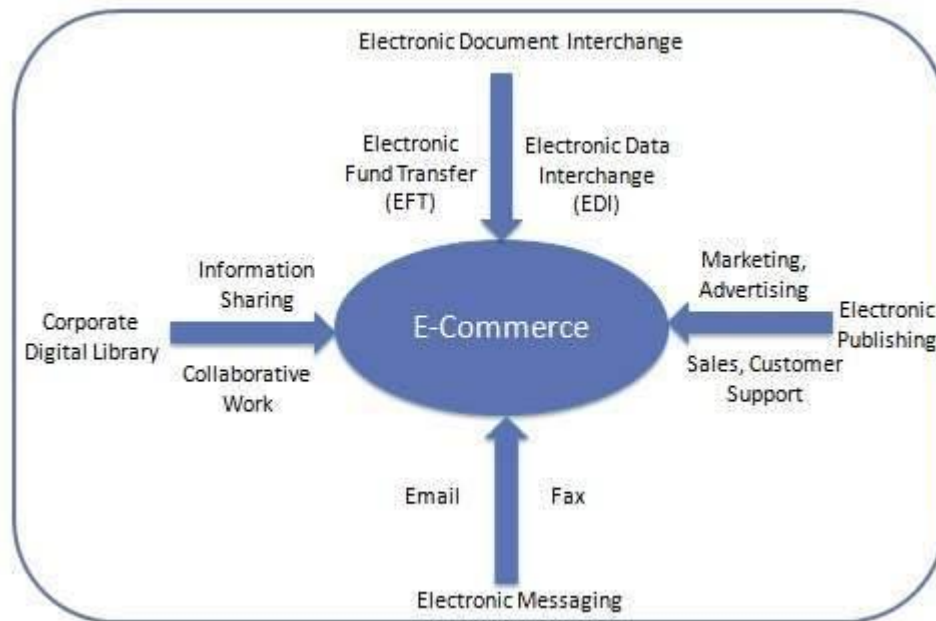 Electronic Document Interchange
Electronic
Fund Transfer
(EFT)
Electronic Data
Interchange
(EDI)
Information
Sharing
Marketing,
Advertising
Corporate
Digital Library
E-Commerce
Electronic
Publishing
Collaborative
Work
Sales, Customer
Support
Email
Fax
Electronic Messaging